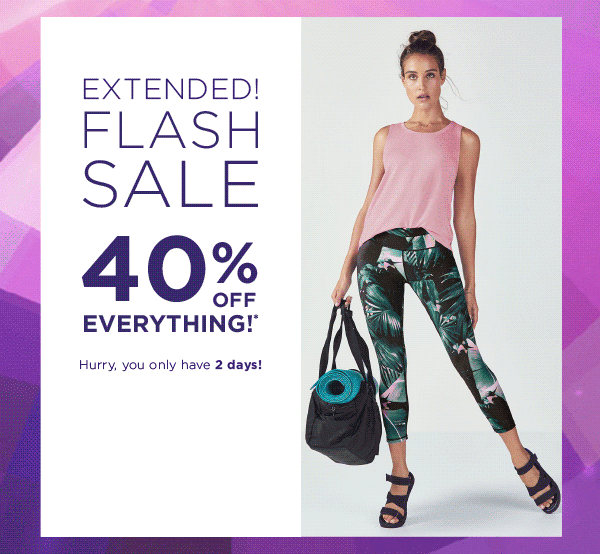 EXTENDED!
FLASH
SALE
40%
OFF
EVERYTHING!*
Hurry, you only have 2 days!